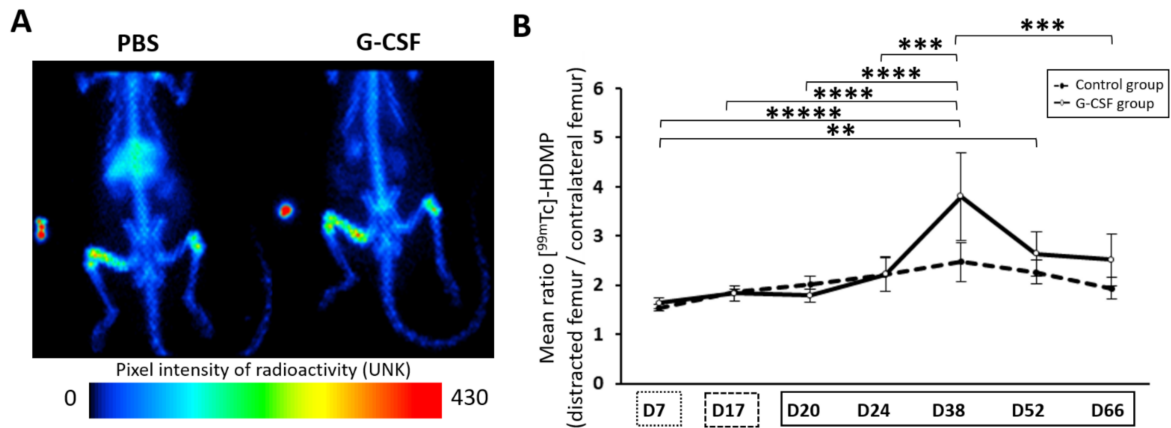 A
PBS
G-CSF
Pixel intensity of radioactivity (UNK)
0
430
B
***
***
****
****
*****
**
Control group
G-CSF group
Mean ratio [⁹⁹ᵐTc]-HDMP
(distracted femur / contralateral femur)
6
5
4
3
2
1
0
D7
D17
D20
D24
D38
D52
D66